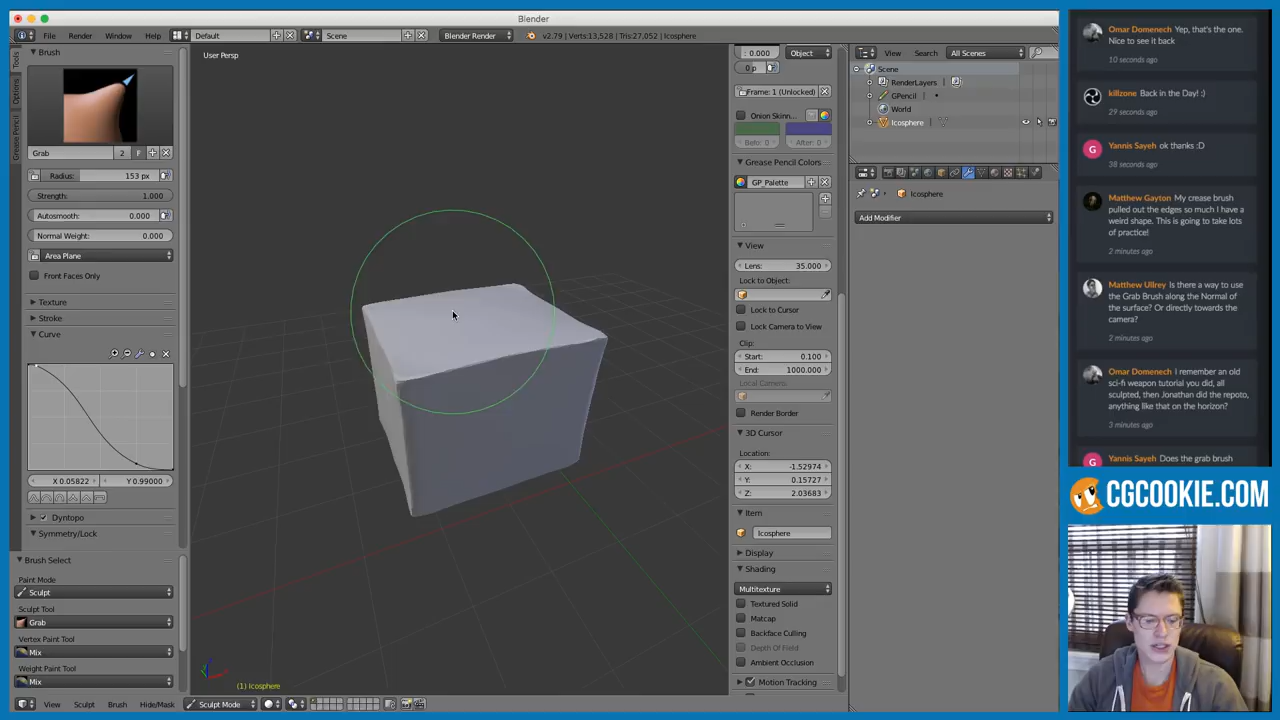 Blender
File
Render
Window
Help
Default
Scene
Blender Render
v2.79 | Verts:13,528 | Tris:27,052 | Icosphere
Tools
Options
Grease Pencil
Brush
Grab
2
F
Radius: 153 px
Strength: 1.000
Autosmooth: 0.000
Normal Weight: 0.000
Area Plane
Front Faces Only
Texture
Stroke
Curve
X 0.05822
Y 0.99000
Dyntopo
Symmetry/Lock
Brush Select
Paint Mode
Sculpt
Sculpt Tool
Grab
Vertex Paint Tool
Mix
Weight Paint Tool
Mix
User Persp
(1) Icosphere
View
Sculpt
Brush
Hide/Mask
Sculpt Mode
: 0.000
Object
0 p
Frame: 1 (Unlocked)
Onion Skinn...
Befo: 0
After: 0
Grease Pencil Colors
GP_Palette
View
Lens: 35.000
Lock to Object:
Lock to Cursor
Lock Camera to View
Clip:
Start: 0.100
End: 1000.000
Local Camera:
Render Border
3D Cursor
Location:
X: -1.52974
Y: 0.15727
Z: 2.03683
Item
Icosphere
Display
Shading
Multitexture
Textured Solid
Matcap
Backface Culling
Depth Of Field
Ambient Occlusion
Motion Tracking
View
Search
All Scenes
Scene
RenderLayers
GPencil
World
Icosphere
Icosphere
Add Modifier
Omar Domenech Yep, that's the one.
Nice to see it back
10 seconds ago
killzone Back in the Day! :)
29 seconds ago
G
Yannis Sayeh ok thanks :D
38 seconds ago
Matthew Gayton My crease brush
pulled out the edges so much I have a
weird shape. This is going to take lots
of practice!
2 minutes ago
Matthew Ullrey Is there a way to
use the Grab Brush along the Normal of
the surface? Or directly towards the
camera?
2 minutes ago
Omar Domenech I remember an old
sci-fi weapon tutorial you did, all
sculpted, then Jonathan did the repoto,
anything like that on the horizon?
3 minutes ago
Yannis Sayeh Does the grab brush
CGCOOKIE.COM